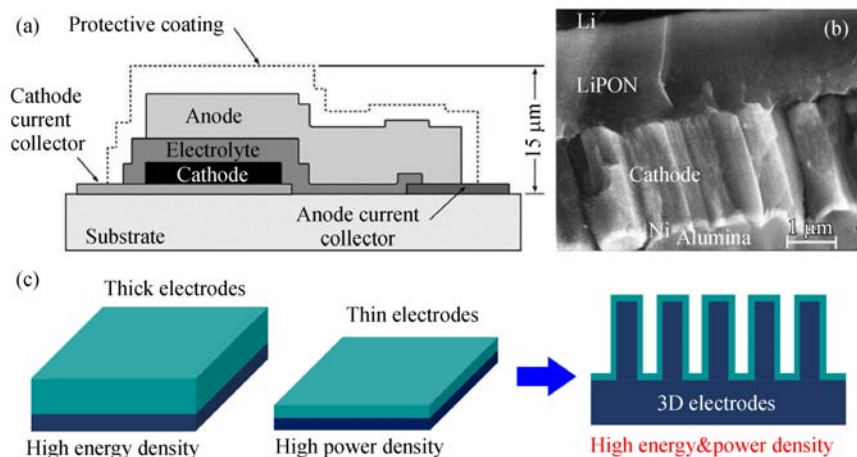 (a)
Protective coating
Cathode
current
collector
Anode
Electrolyte
Cathode
15 μm
Anode current
collector
Substrate
(b)
Li
LiPON
Cathode
Ni
Alumina
1 μm
(c)
Thick electrodes
Thin electrodes
3D electrodes
High energy density
High power density
High energy&power density